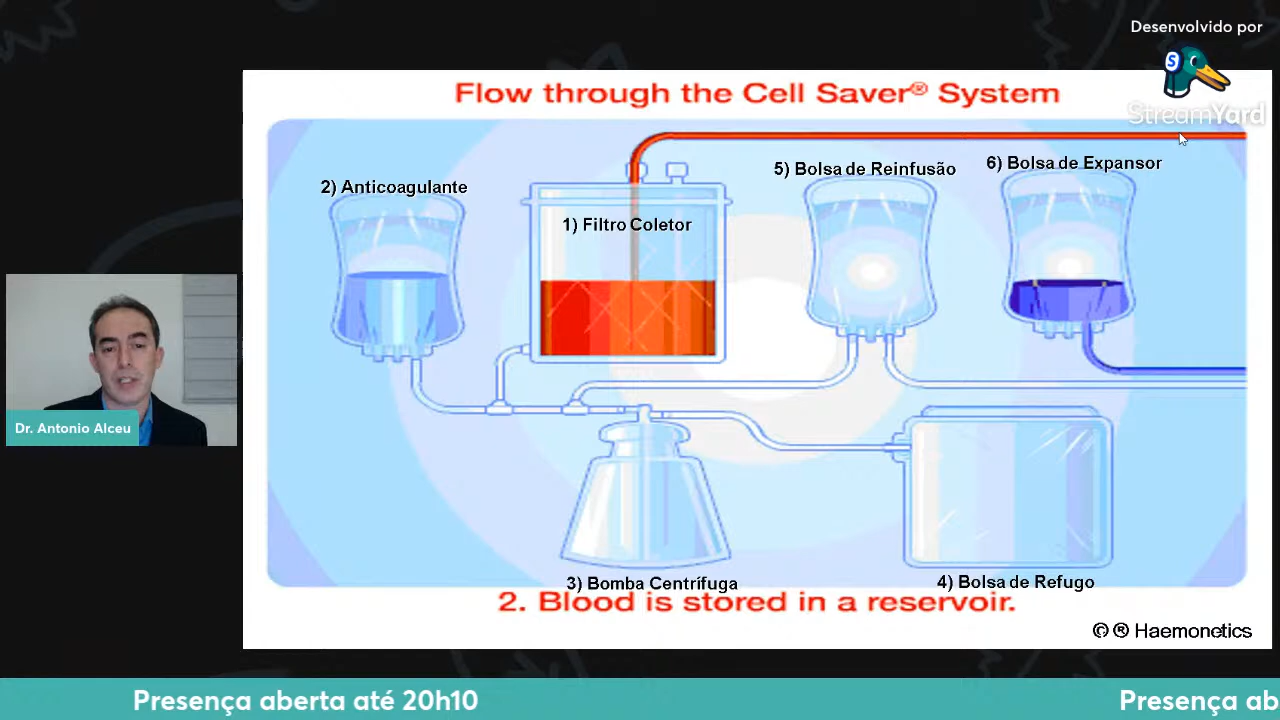 Desenvolvido por
S
StreamYard
Flow through the Cell Saver® System
2) Anticoagulante
1) Filtro Coletor
5) Bolsa de Reinfusão
6) Bolsa de Expansor
3) Bomba Centrífuga
4) Bolsa de Refugo
2. Blood is stored in a reservoir.
© ® Haemonetics
Dr. Antonio Alceu
Presença aberta até 20h10
Presença ab